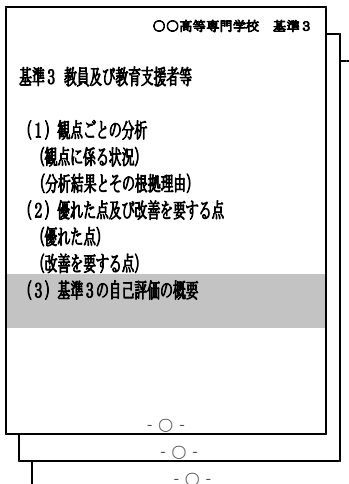 〇〇高等専門学校　基準３
基準３ 教員及び教育支援者等
（１）観点ごとの分析
（観点に係る状況）
（分析結果とその根拠理由）
（２）優れた点及び改善を要する点
（優れた点）
（改善を要する点）
（３）基準３の自己評価の概要
- 〇 -
- 〇 -
- 〇 -